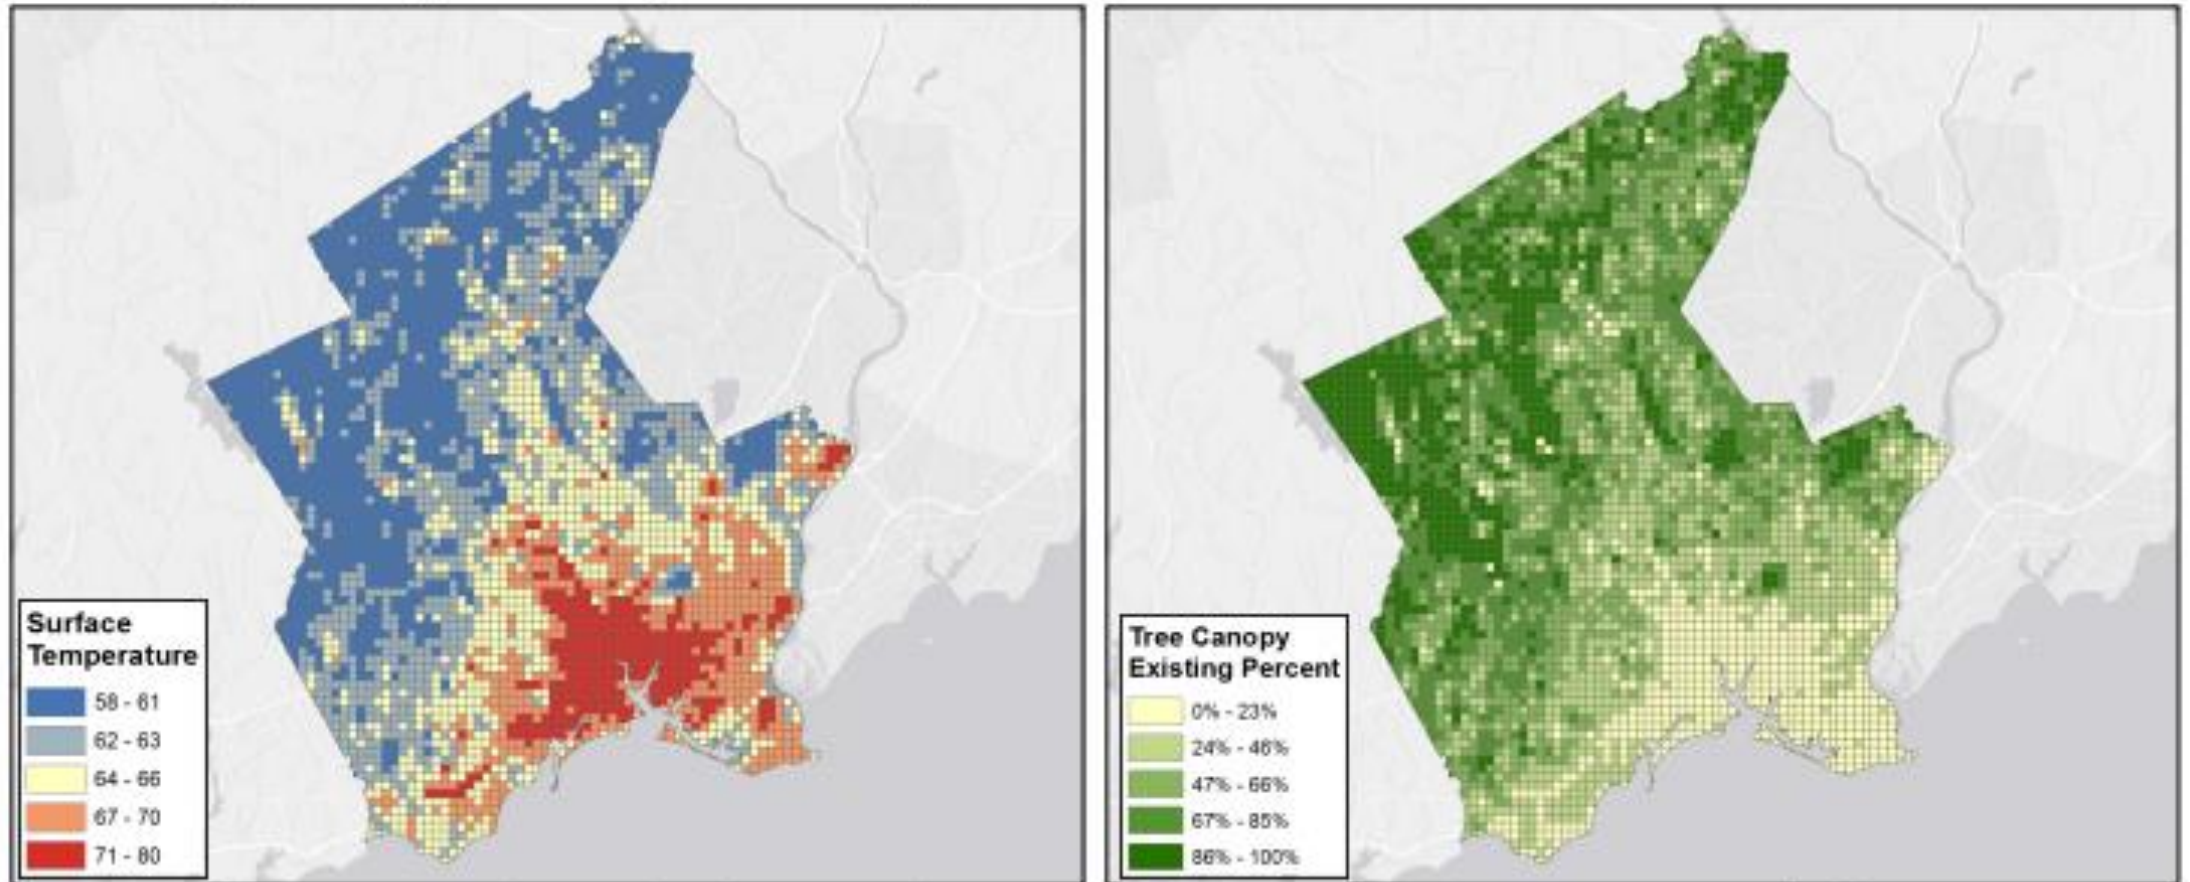 Surface
Temperature
58 - 61
62 - 63
64 - 66
67 - 70
71 - 80
Tree Canopy
Existing Percent
0% - 23%
24% - 46%
47% - 66%
67% - 85%
86% - 100%